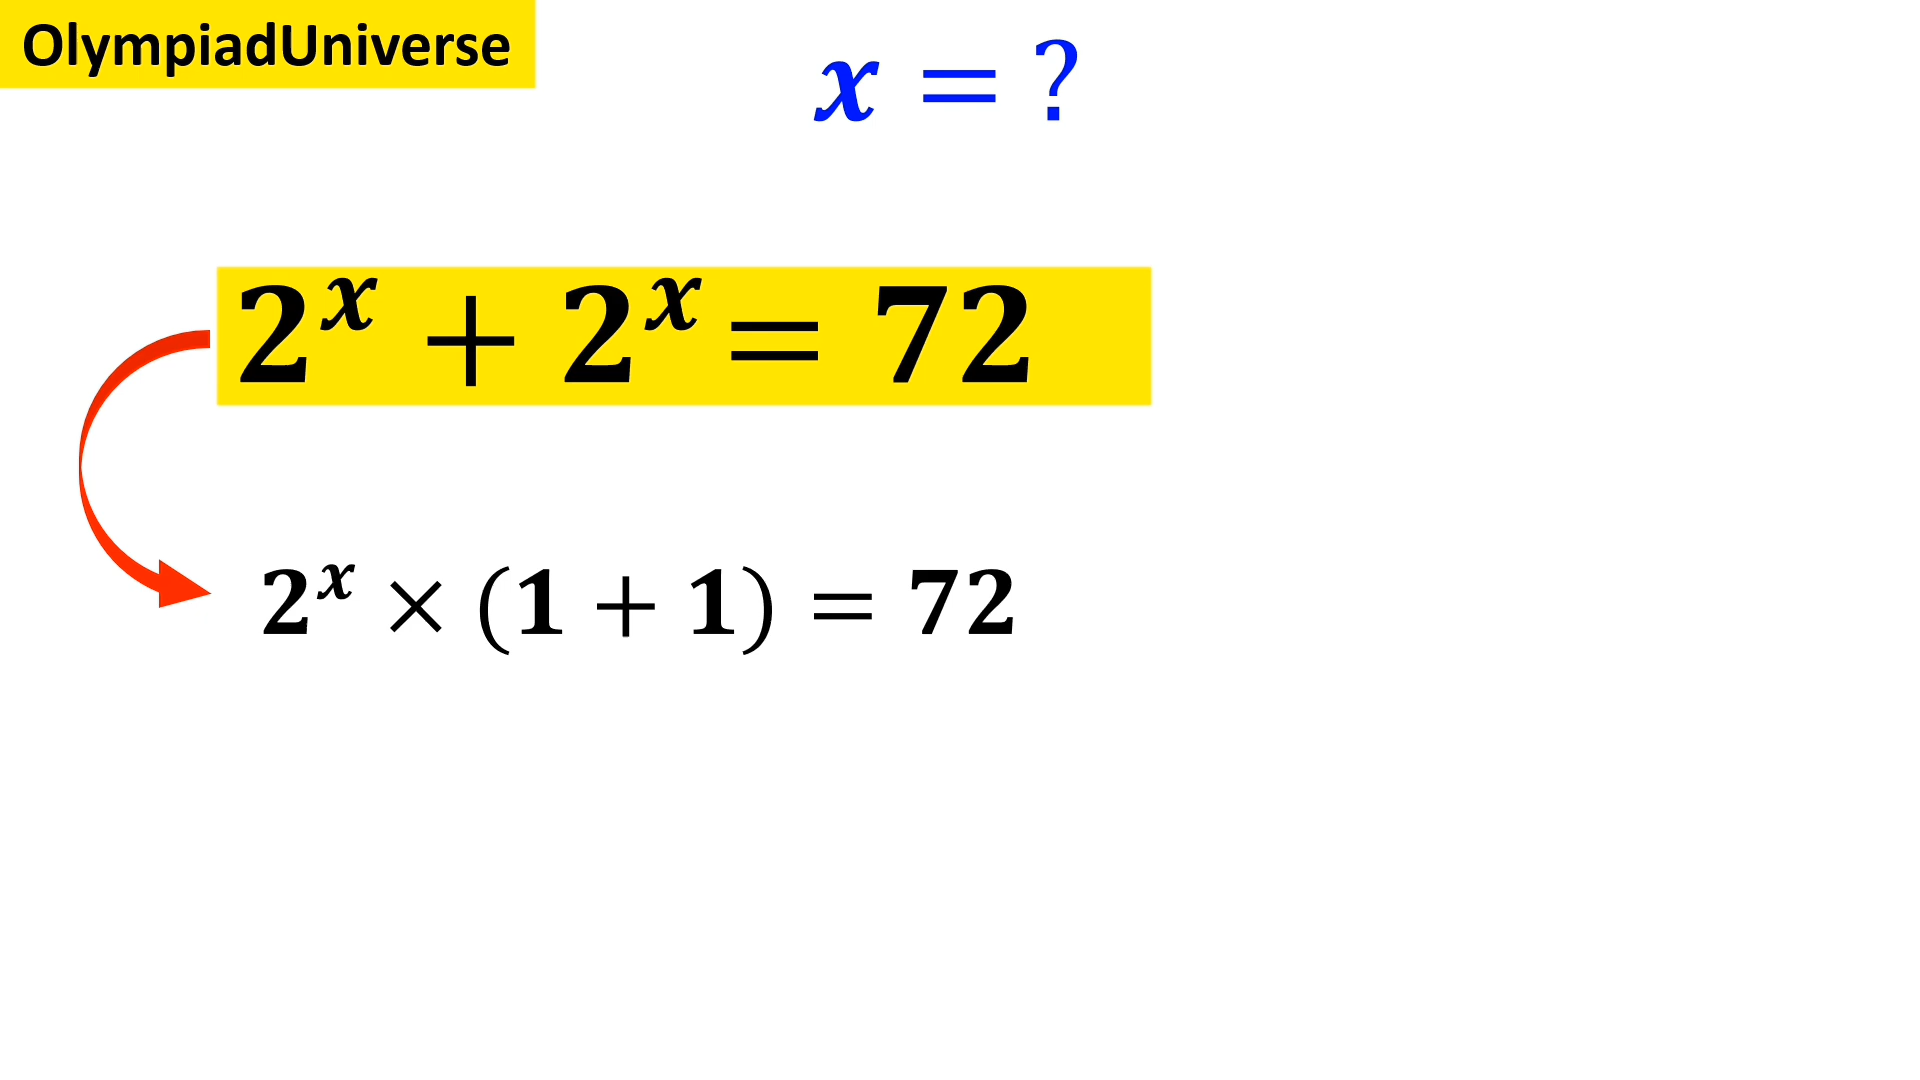 OlympiadUniverse
x = ?
2^x + 2^x = 72
2^x × (1 + 1) = 72